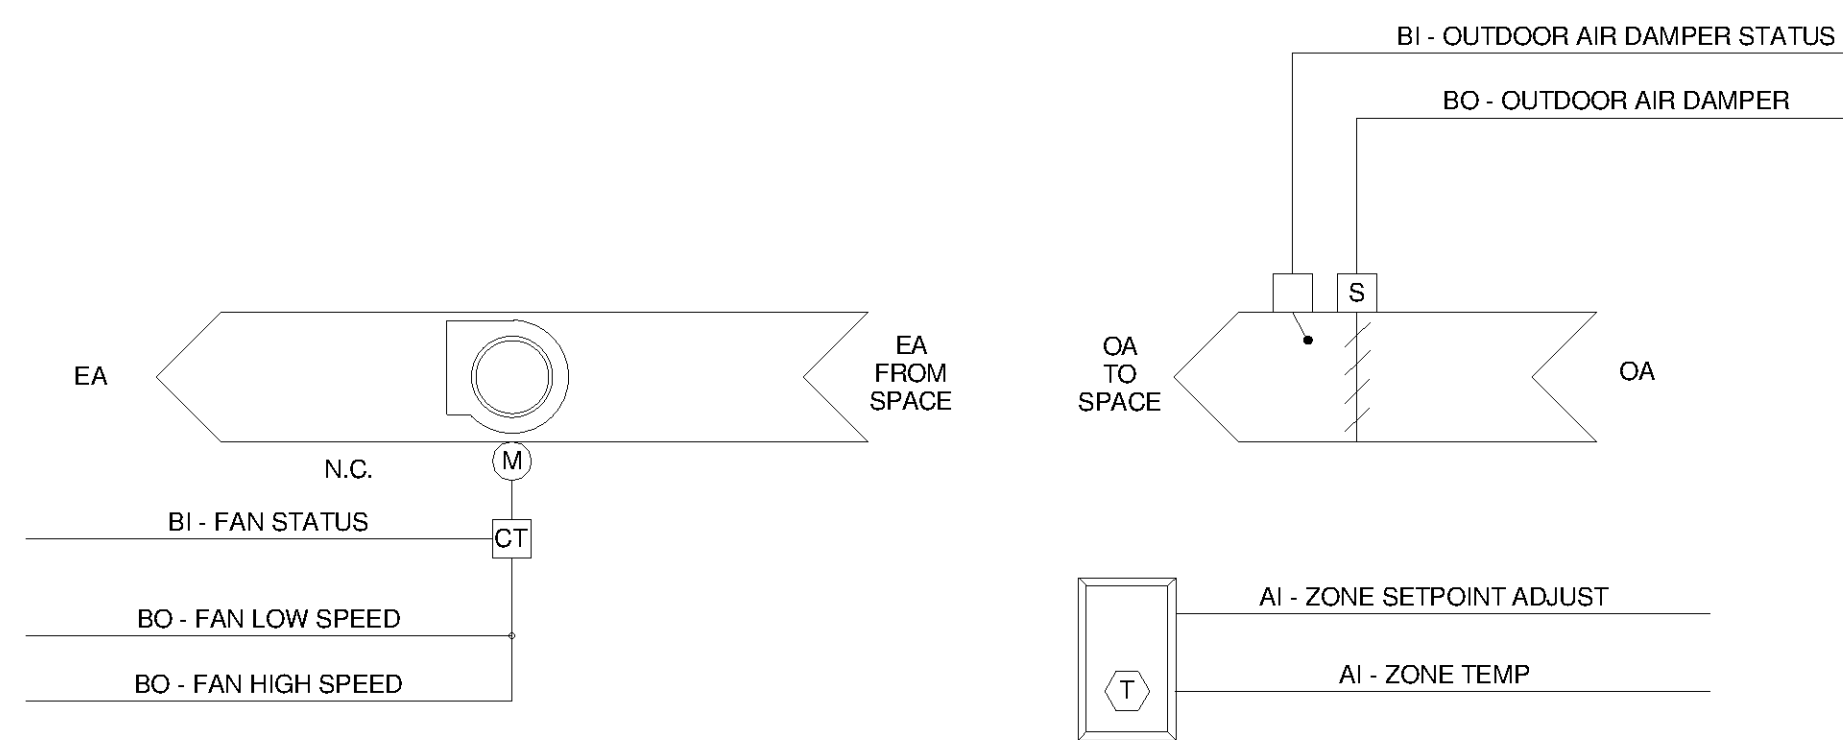 BI - OUTDOOR AIR DAMPER STATUS
BO - OUTDOOR AIR DAMPER
S
EA
EA
FROM
SPACE
OA
TO
SPACE
OA
N.C.
M
BI - FAN STATUS
CT
BO - FAN LOW SPEED
BO - FAN HIGH SPEED
AI - ZONE SETPOINT ADJUST
T
AI - ZONE TEMP